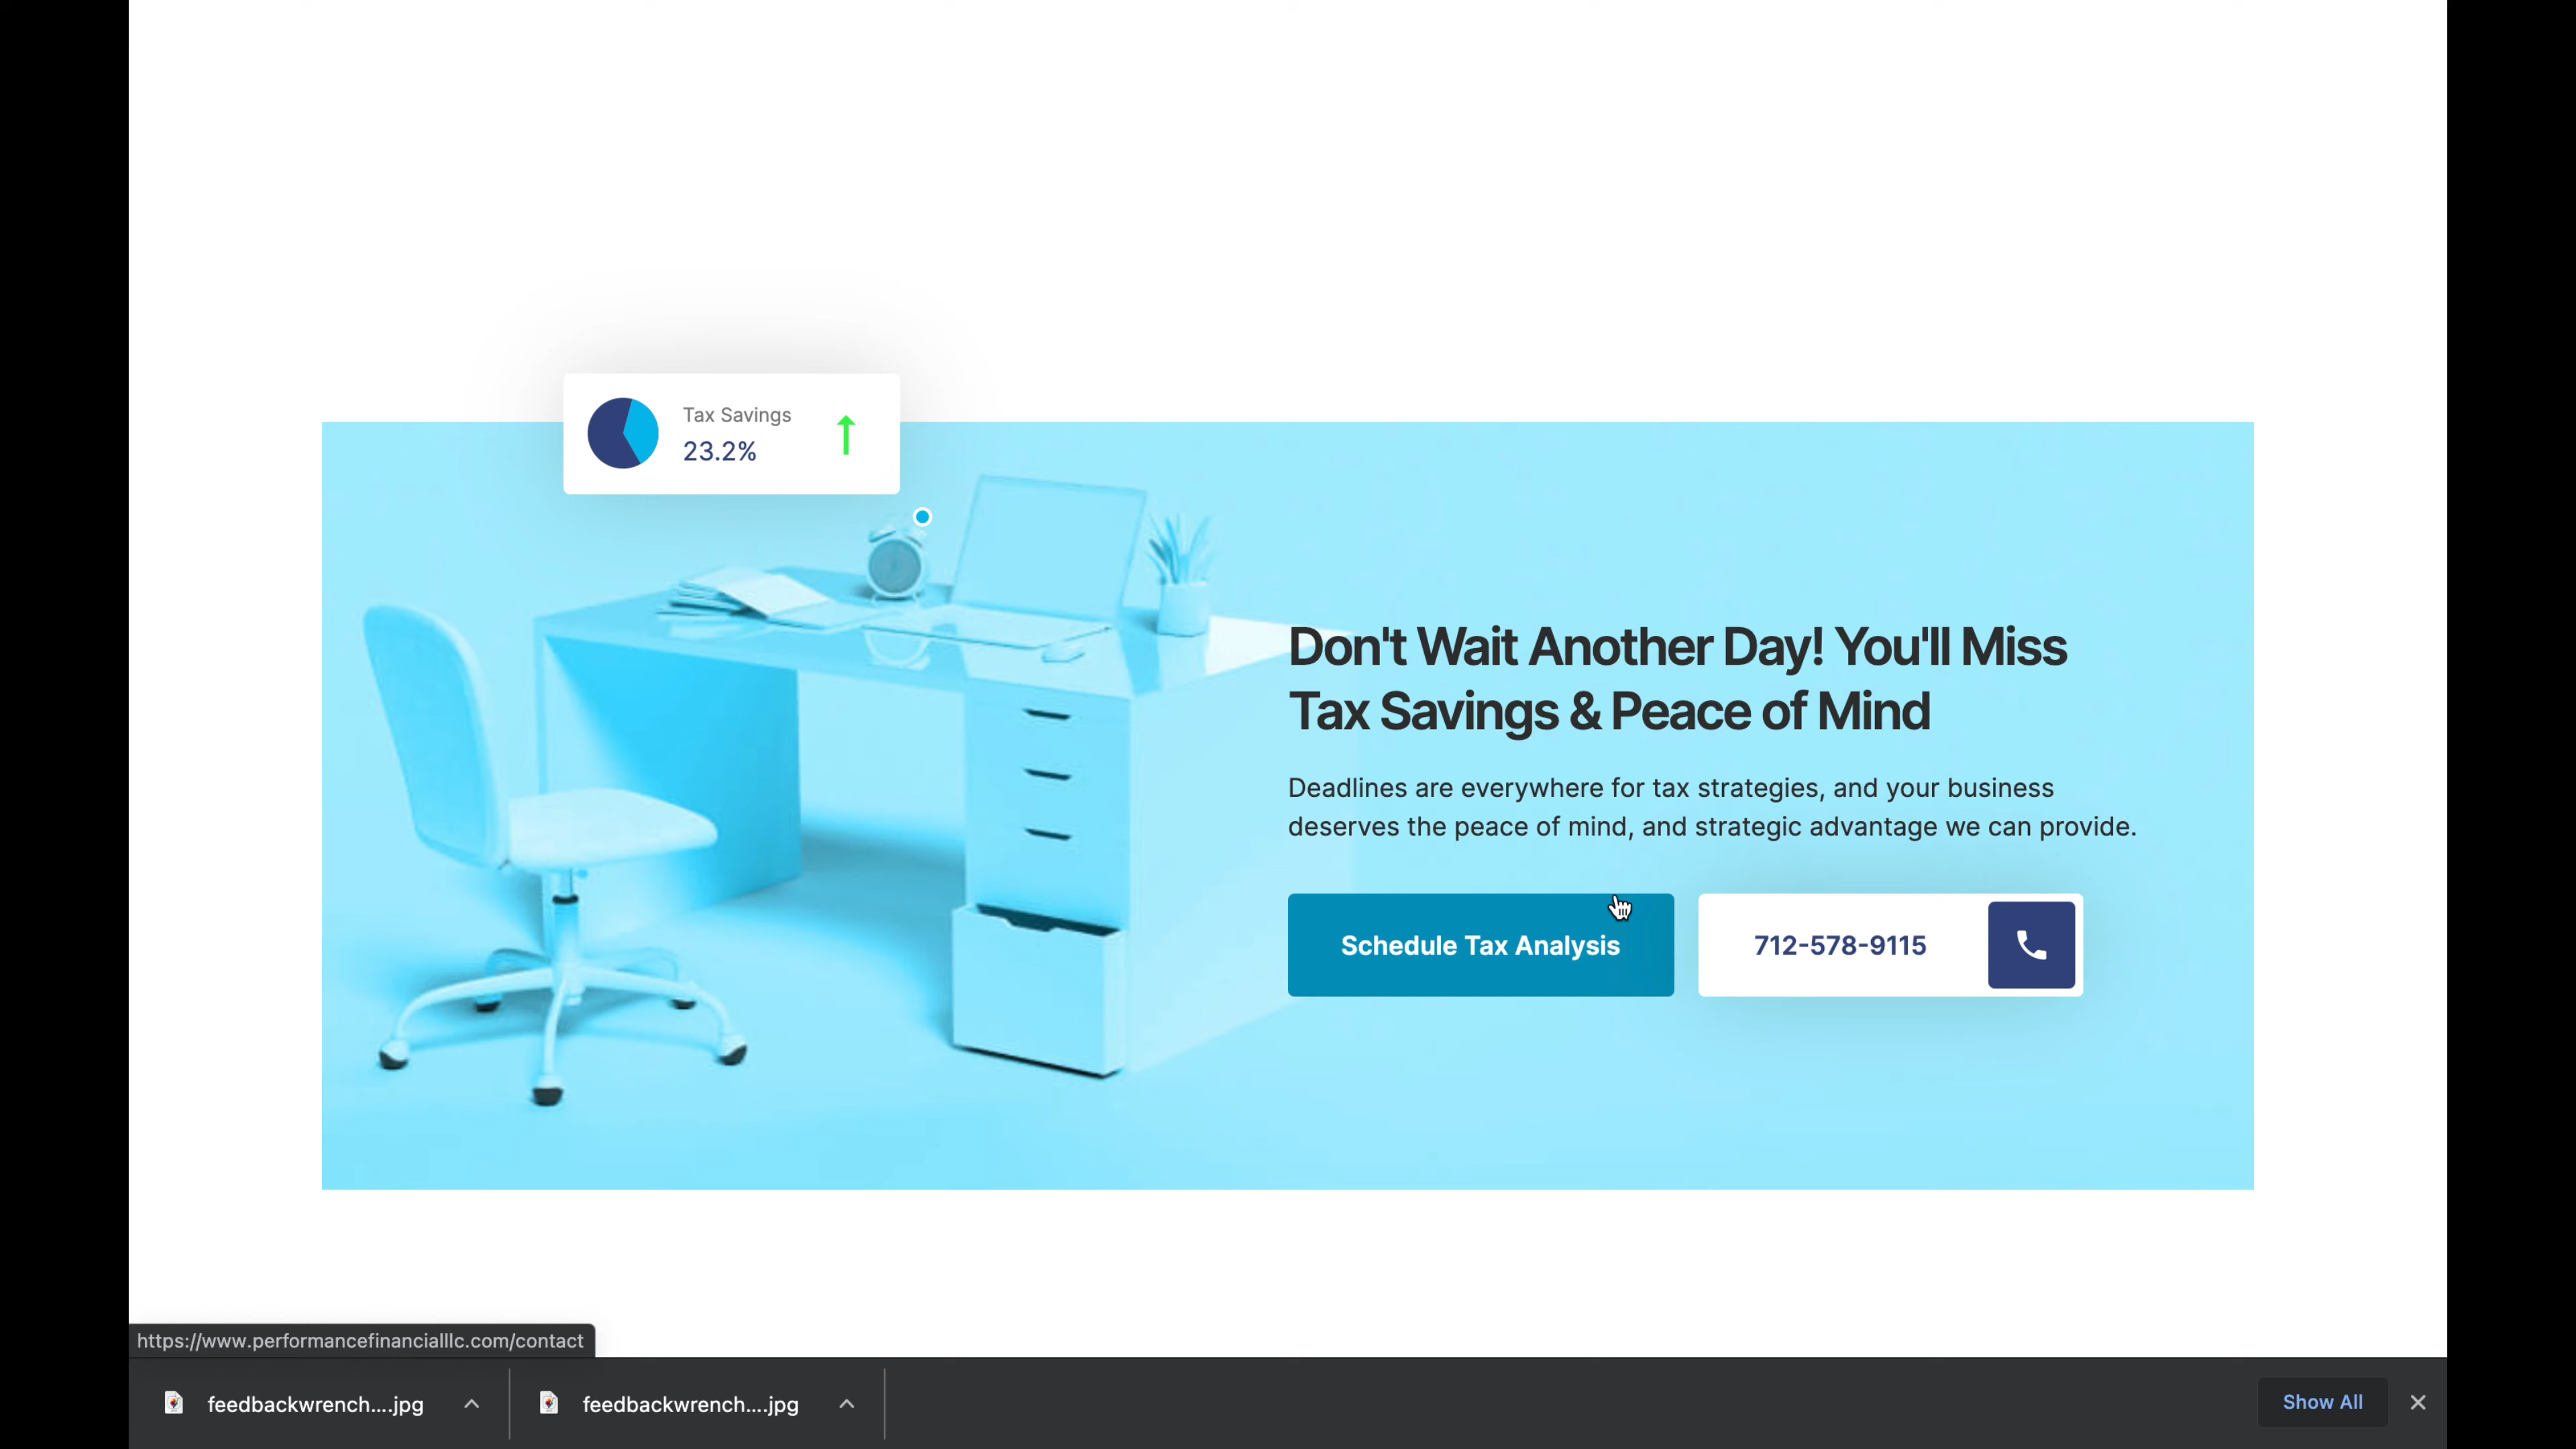 Tax Savings
23.2%
Don't Wait Another Day! You'll Miss
Tax Savings & Peace of Mind
Deadlines are everywhere for tax strategies, and your business
deserves the peace of mind, and strategic advantage we can provide.
Schedule Tax Analysis
712-578-9115
https://www.performancefinancialllc.com/contact
feedbackwrench....jpg
feedbackwrench....jpg
Show All